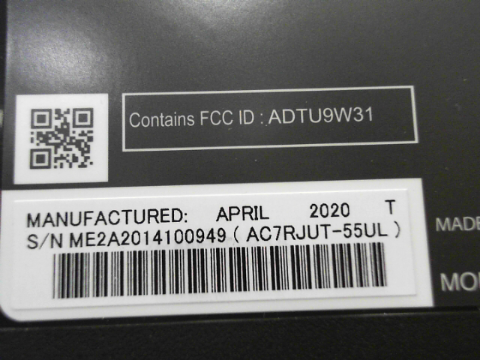 Contains FCC ID : ADTU9W31
MANUFACTURED: APRIL 2020 T
S/N ME2A2014100949 ( AC7RJUT-55UL )
MADE
MO